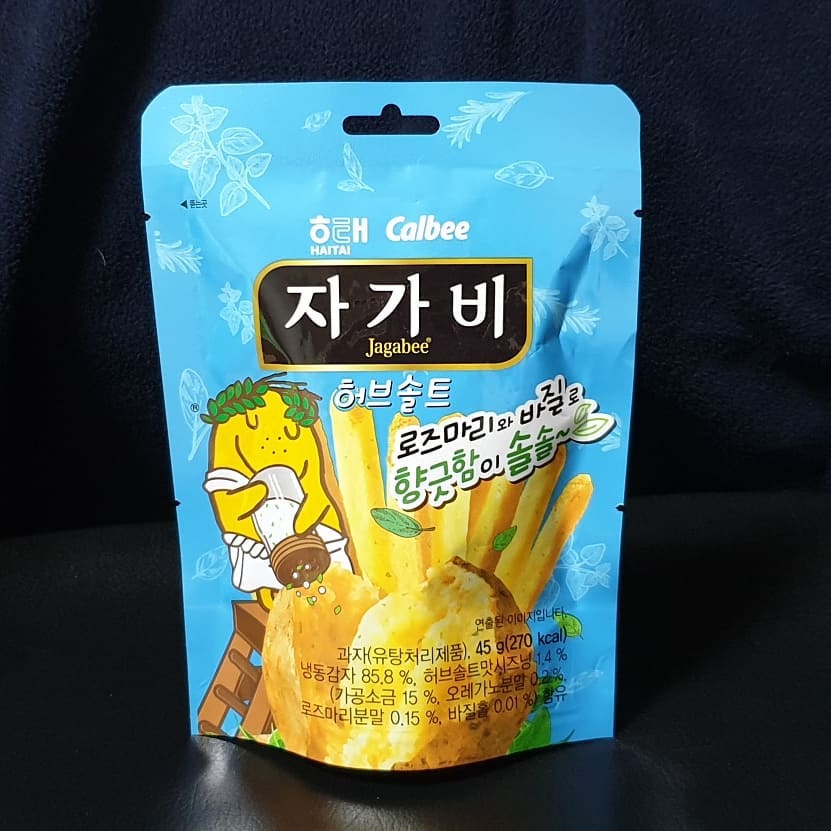 ◀뜯는곳
해태 Calbee
HAITAI
자가비
Jagabee®
허브솔트
®
로즈마리와 바질로
향긋함이 솔솔~
연출된 이미지입니다.
과자(유탕처리제품), 45 g(270 kcal)
냉동감자 85.8 %, 허브솔트맛시즈닝 1.4 %
(가공소금 15 %, 오레가노분말 0.2 %,
로즈마리분말 0.15 %, 바질홀 0.01 %) 함유